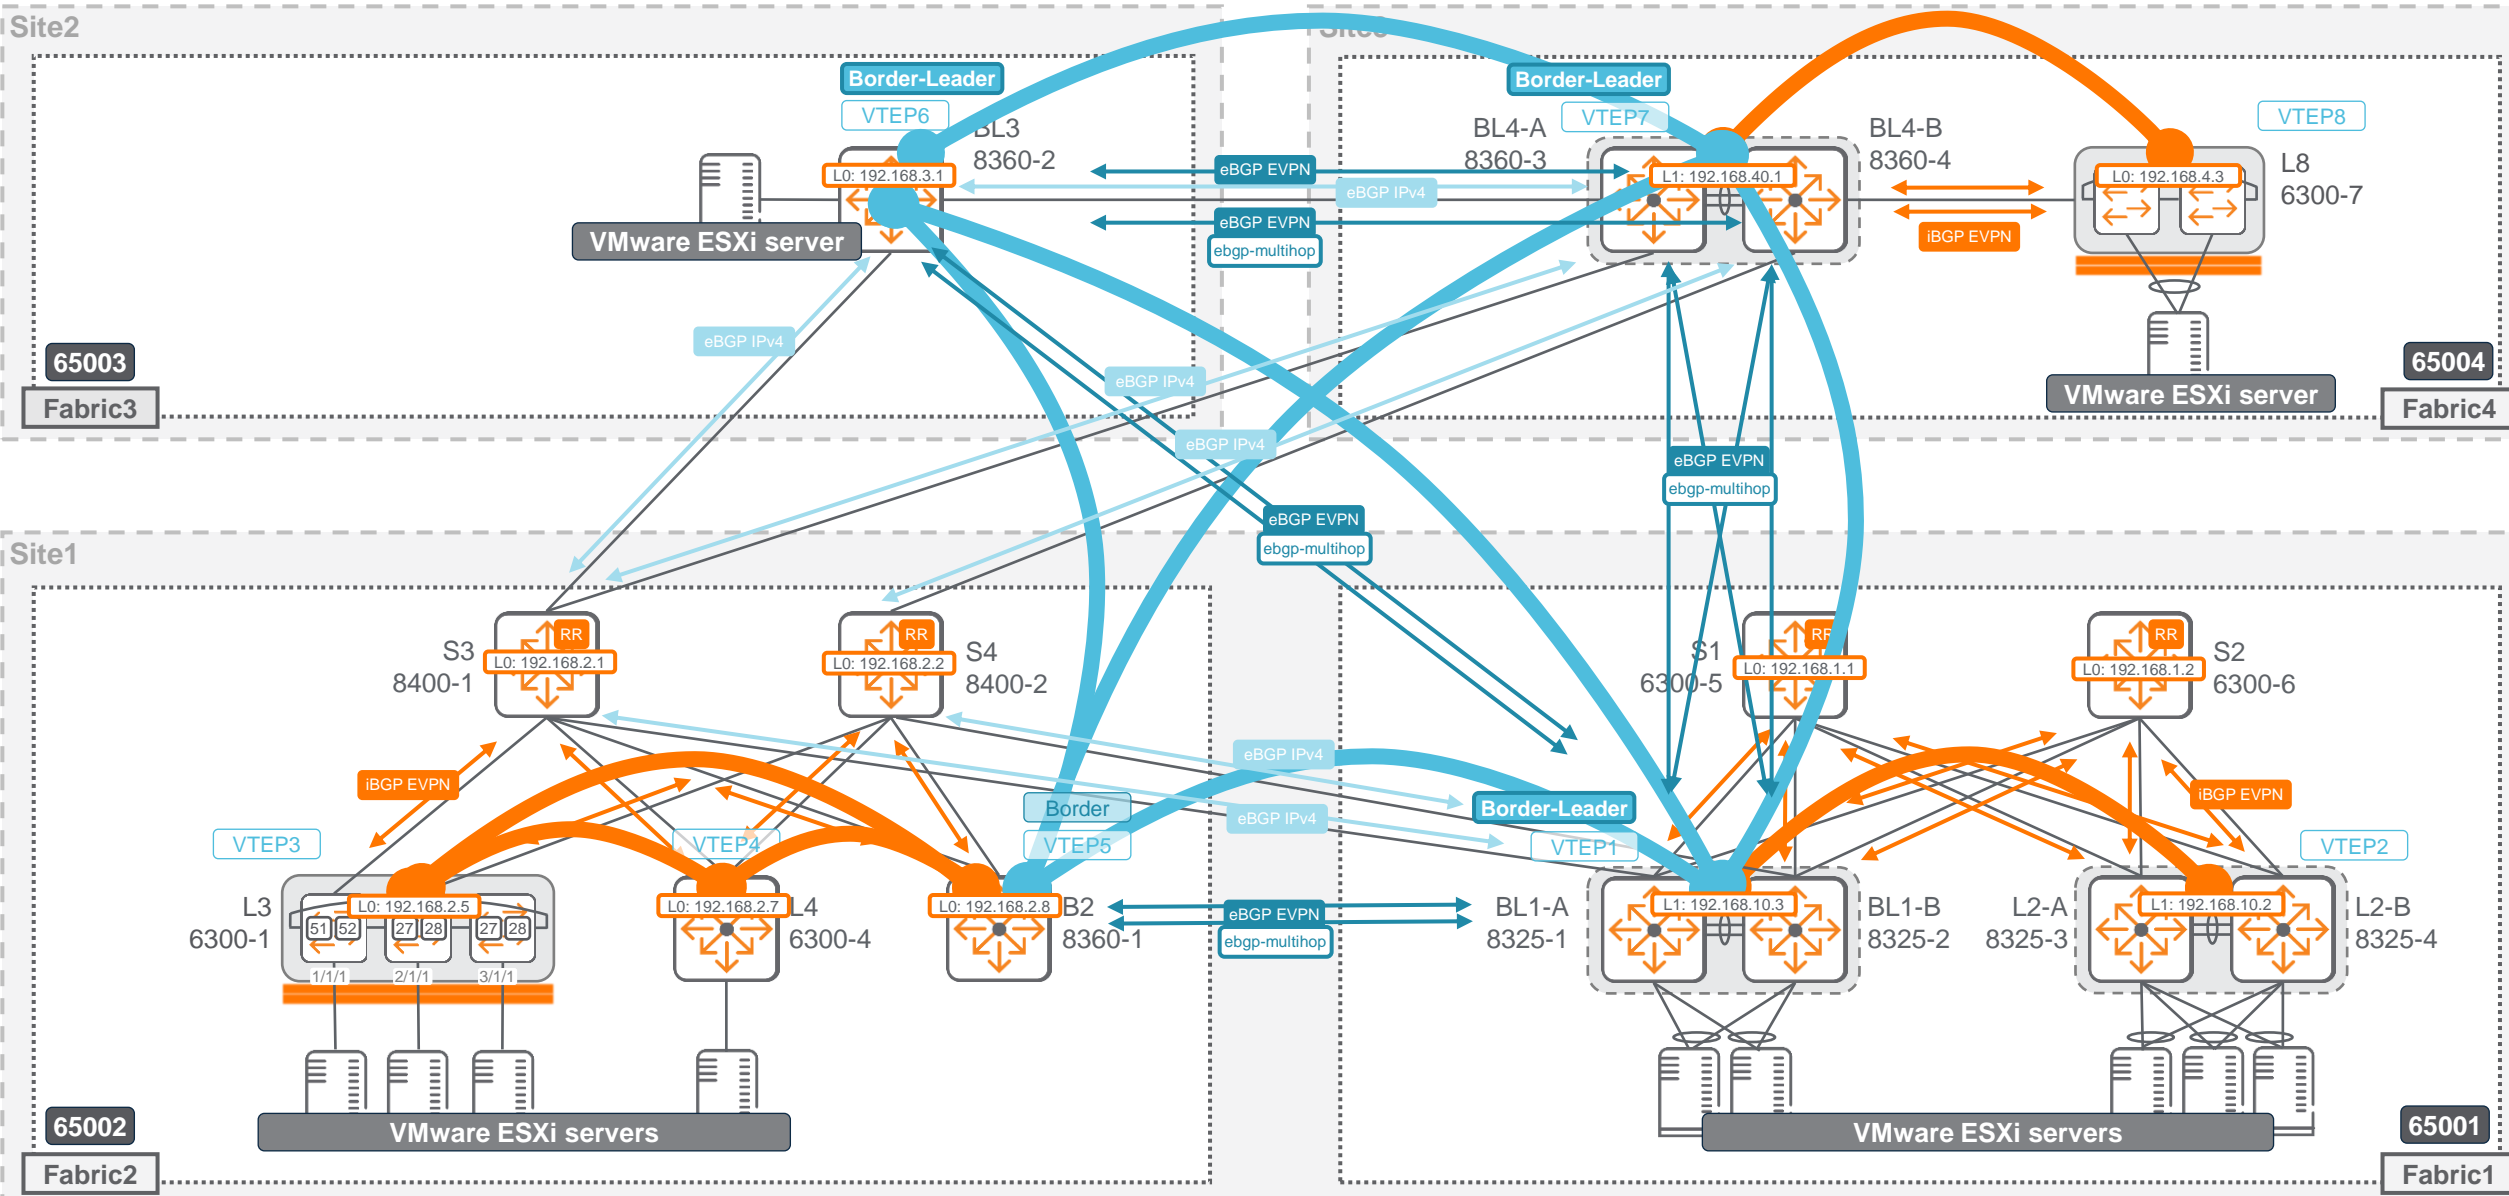 Site2
Border-Leader
VTEP6
BL3
8360-2
L0: 192.168.3.1
VMware ESXi server
eBGP EVPN
eBGP IPv4
eBGP EVPN
ebgp-multihop
Border-Leader
VTEP7
BL4-A
8360-3
L1: 192.168.40.1
BL4-B
8360-4
iBGP EVPN
VTEP8
L8
6300-7
L0: 192.168.4.3
VMware ESXi server
65003
Fabric3
65004
Fabric4
eBGP IPv4
eBGP IPv4
eBGP IPv4
eBGP EVPN
ebgp-multihop
eBGP EVPN
ebgp-multihop
Site1
S3
8400-1
RR
L0: 192.168.2.1
S4
8400-2
RR
L0: 192.168.2.2
S1
6300-5
RR
L0: 192.168.1.1
S2
6300-6
RR
L0: 192.168.1.2
iBGP EVPN
eBGP IPv4
eBGP IPv4
iBGP EVPN
VTEP3
L3
6300-1
L0: 192.168.2.5
51 52 27 28 27 28
1/1/1 2/1/1 3/1/1
VTEP4
L0: 192.168.2.7
L4
6300-4
Border
VTEP5
L0: 192.168.2.8
B2
8360-1
eBGP EVPN
ebgp-multihop
Border-Leader
VTEP1
BL1-A
8325-1
L1: 192.168.10.3
BL1-B
8325-2
VTEP2
L2-A
8325-3
L1: 192.168.10.2
L2-B
8325-4
VMware ESXi servers
VMware ESXi servers
65002
Fabric2
65001
Fabric1